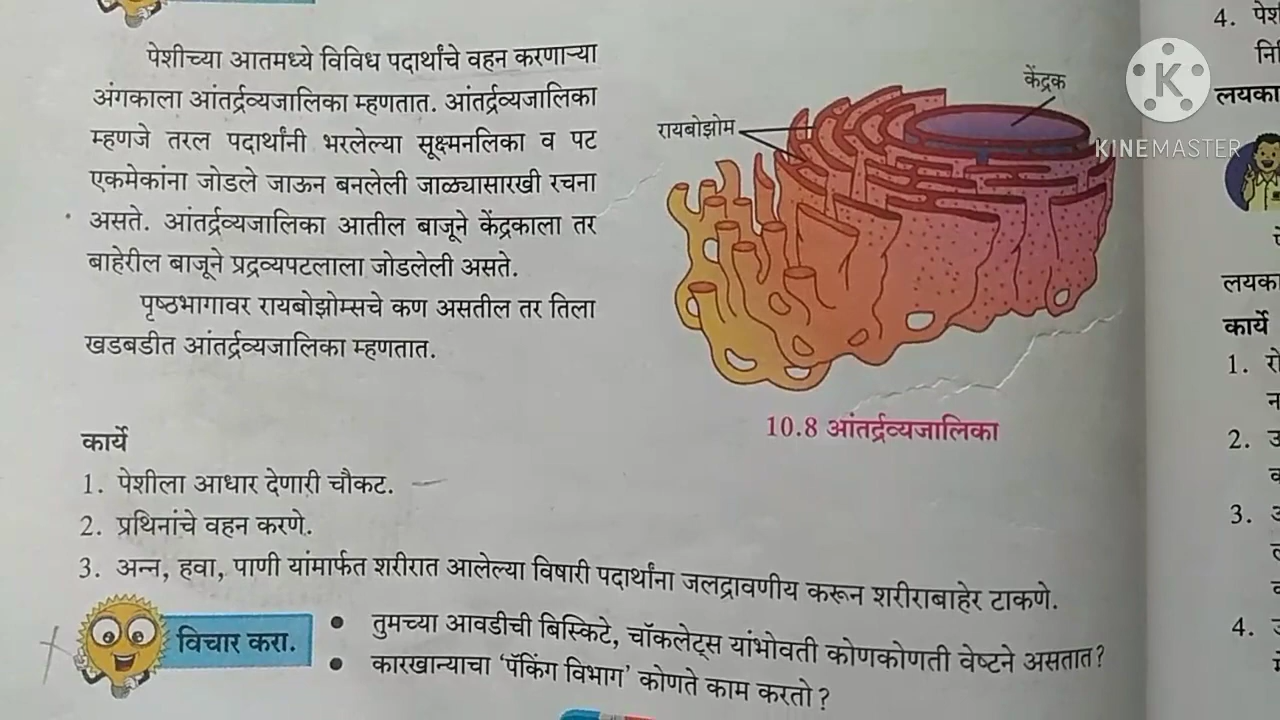 पेशीच्या आतमध्ये विविध पदार्थांचे वहन करणाऱ्या
अंगकाला आंतर्द्रव्यजालिका म्हणतात. आंतर्द्रव्यजालिका
म्हणजे तरल पदार्थांनी भरलेल्या सूक्ष्मनलिका व पट
एकमेकांना जोडले जाऊन बनलेली जाळ्यासारखी रचना
असते. आंतर्द्रव्यजालिका आतील बाजूने केंद्रकाला तर
बाहेरील बाजूने प्रद्रव्यपटलाला जोडलेली असते.
पृष्ठभागावर रायबोझोम्सचे कण असतील तर तिला
खडबडीत आंतर्द्रव्यजालिका म्हणतात.
केंद्रक
रायबोझोम
10.8 आंतर्द्रव्यजालिका
कार्ये
1. पेशीला आधार देणारी चौकट.
2. प्रथिनांचे वहन करणे.
3. अन्न, हवा, पाणी यांमार्फत शरीरात आलेल्या विषारी पदार्थांना जलद्रावणीय करून शरीराबाहेर टाकणे.
विचार करा.
• तुमच्या आवडीची बिस्किटे, चॉकलेट्स यांभोवती कोणकोणती वेष्टने असतात?
• कारखान्याचा ‘पॅकिंग विभाग’ कोणते काम करतो?
K
KINEMASTER
4. पेश
लयका
लयका
कार्ये
1.
2.
3.
4.